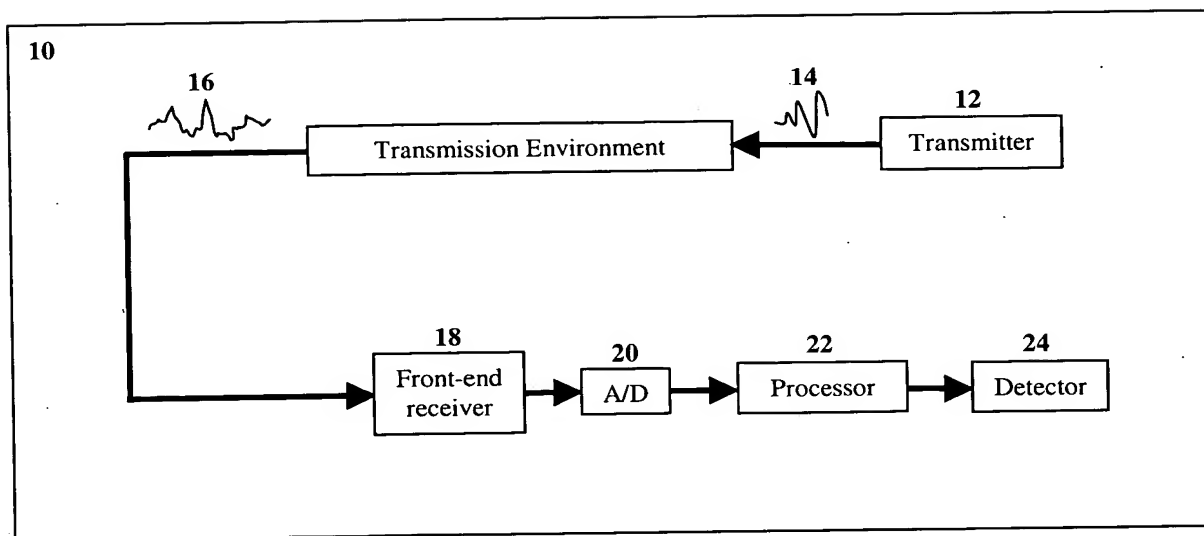 10
16
14
12
Transmission Environment
Transmitter
18
20
22
24
Front-end
receiver
A/D
Processor
Detector